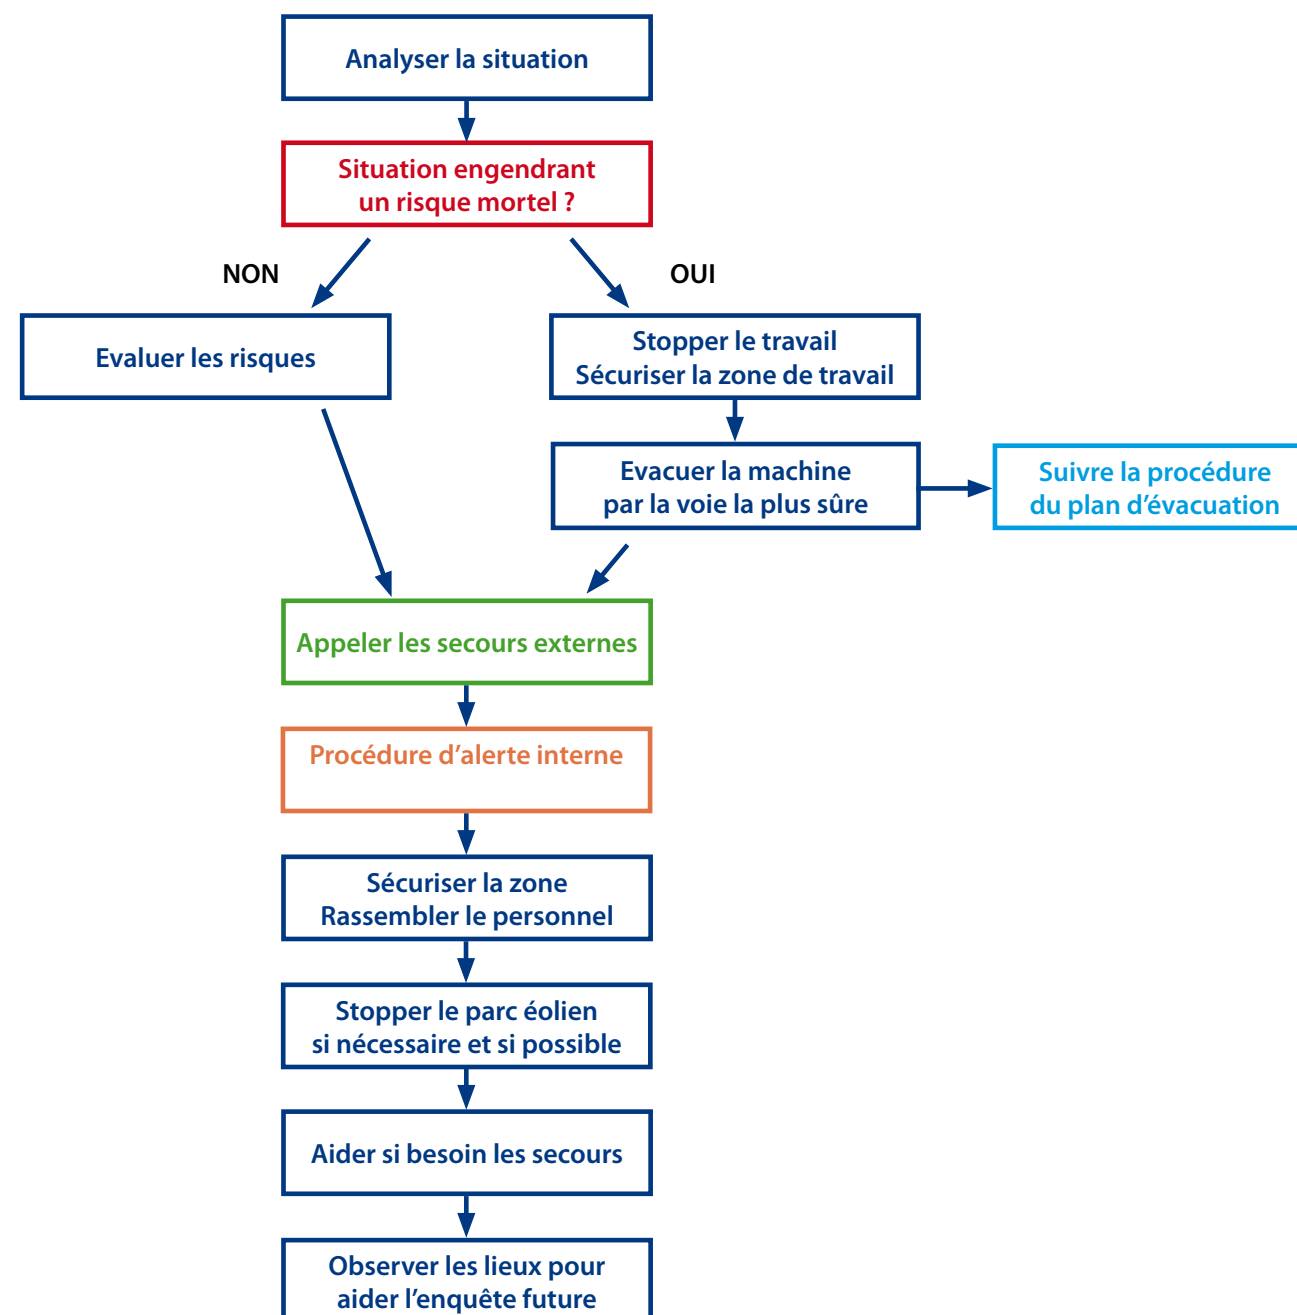 Analyser la situation
Situation engendrant
un risque mortel ?
NON
OUI
Evaluer les risques
Stopper le travail
Sécuriser la zone de travail
Evacuer la machine
par la voie la plus sûre
Suivre la procédure
du plan d’évacuation
Appeler les secours externes
Procédure d’alerte interne
Sécuriser la zone
Rassembler le personnel
Stopper le parc éolien
si nécessaire et si possible
Aider si besoin les secours
Observer les lieux pour
aider l’enquête future